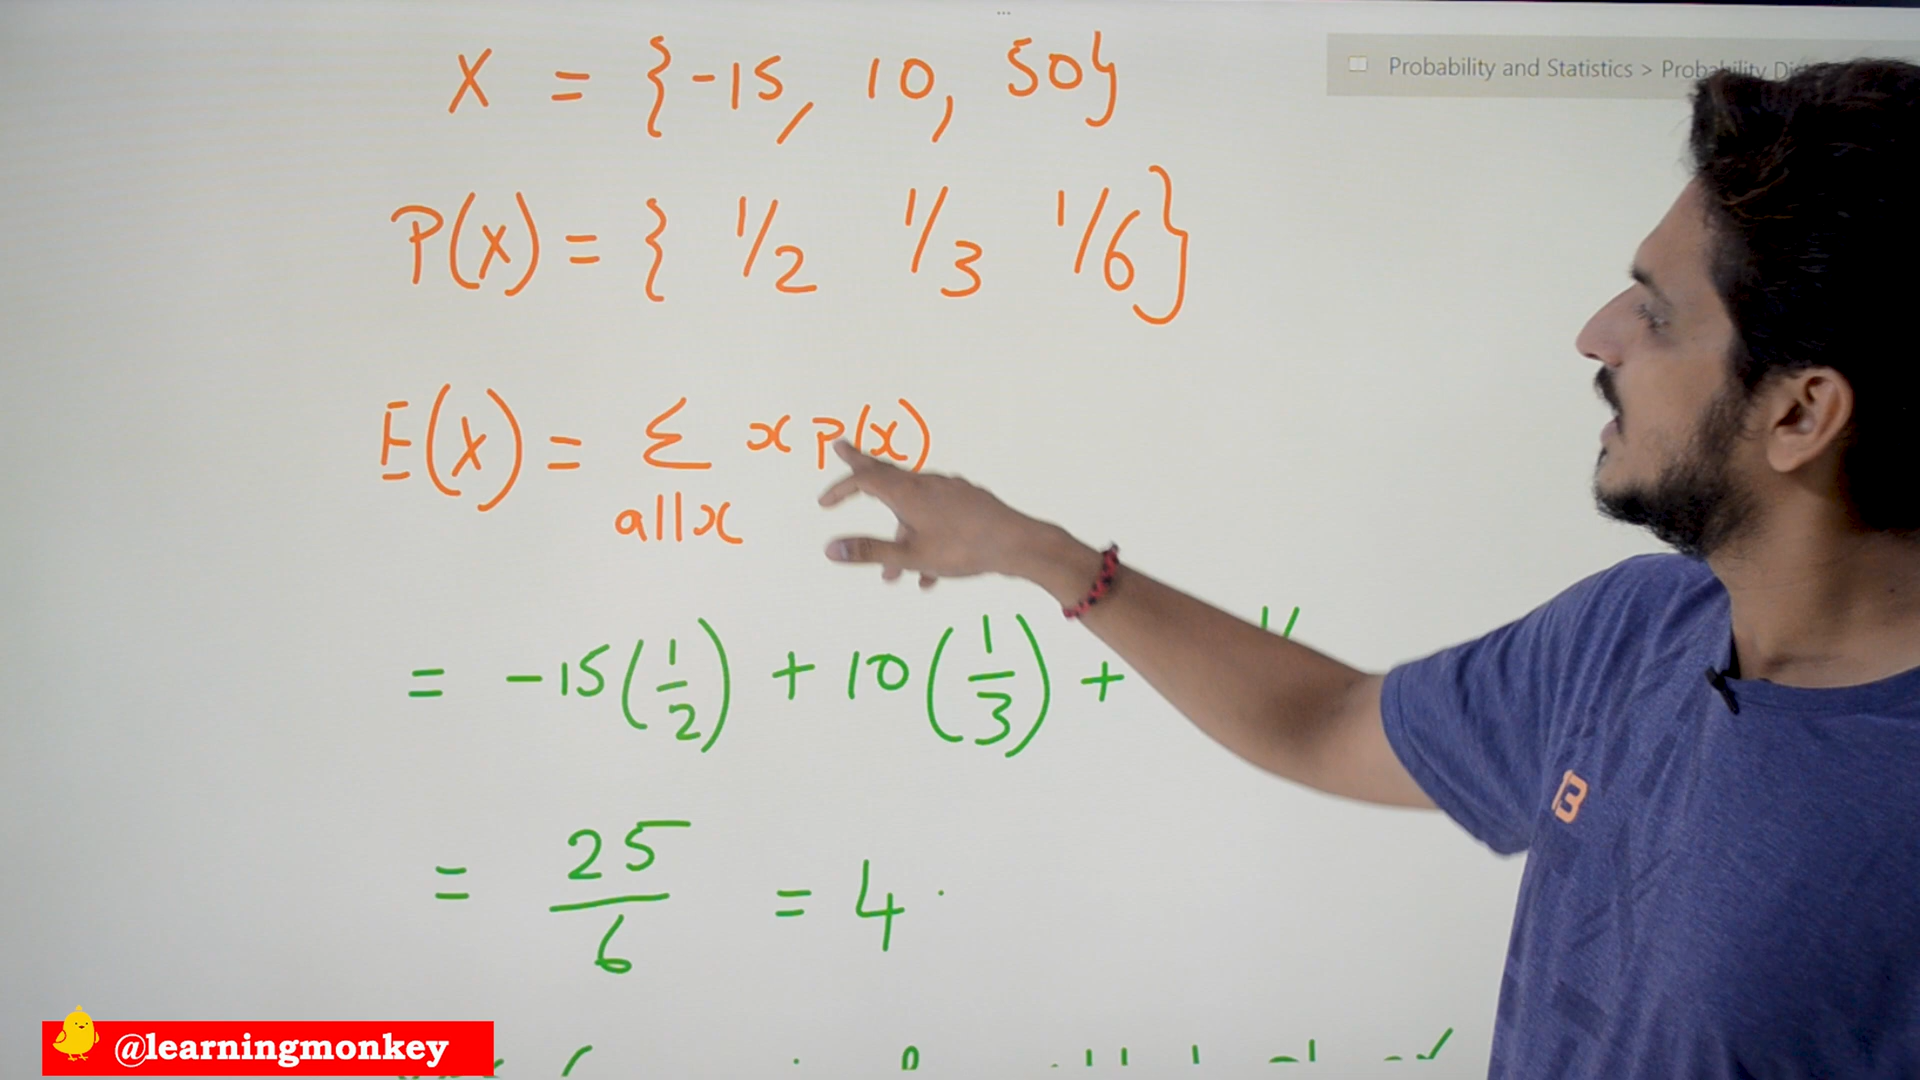 X = {-15, 10, 50}
Probability and Statistics > Probability
P(X) = { 1/2 1/3 1/6}
E(X) = Σ x P(x)
all x
= -15(1/2) + 10(1/3) +
= 25/6 = 4.
@learningmonkey